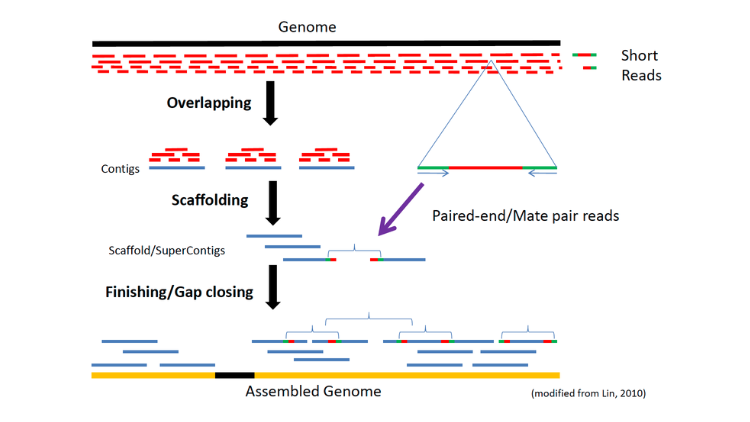 Genome
Short
Reads
Overlapping
Contigs
Scaffolding
Paired-end/Mate pair reads
Scaffold/SuperContigs
Finishing/Gap closing
Assembled Genome
(modified from Lin, 2010)